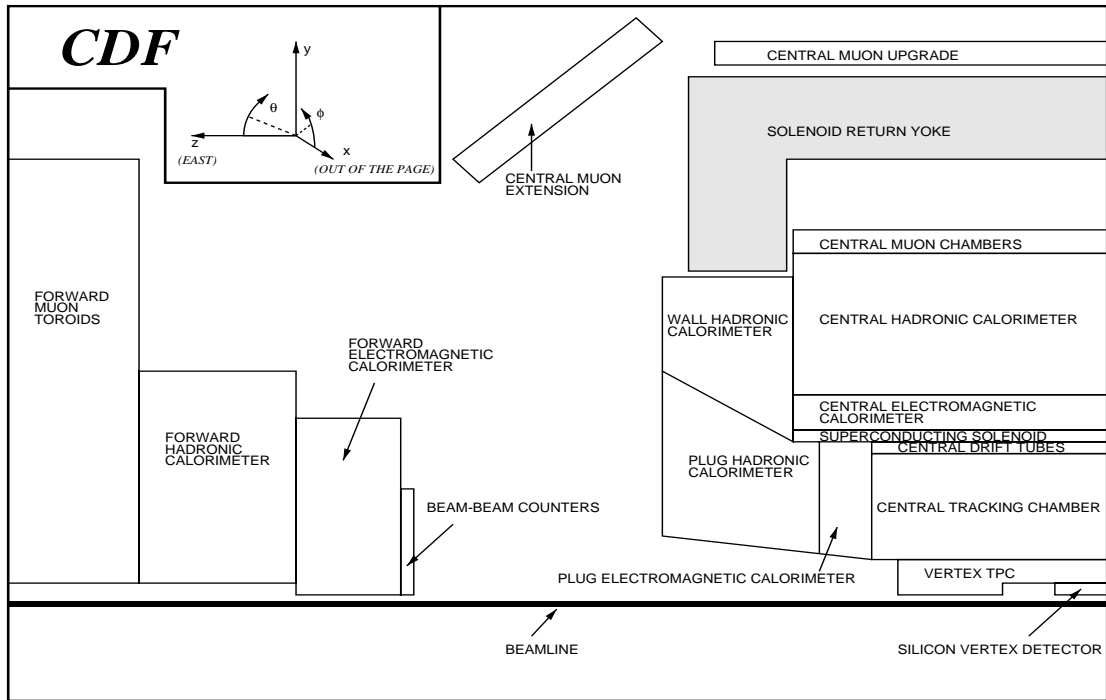 CDF
y
θ
φ
z
x
(EAST)
(OUT OF THE PAGE)
CENTRAL MUON
EXTENSION
CENTRAL MUON UPGRADE
SOLENOID RETURN YOKE
CENTRAL MUON CHAMBERS
FORWARD
MUON
TOROIDS
WALL HADRONIC
CALORIMETER
CENTRAL HADRONIC CALORIMETER
FORWARD
ELECTROMAGNETIC
CALORIMETER
CENTRAL ELECTROMAGNETIC
CALORIMETER
SUPERCONDUCTING SOLENOID
CENTRAL DRIFT TUBES
FORWARD
HADRONIC
CALORIMETER
PLUG HADRONIC
CALORIMETER
BEAM-BEAM COUNTERS
CENTRAL TRACKING CHAMBER
PLUG ELECTROMAGNETIC CALORIMETER
VERTEX TPC
BEAMLINE
SILICON VERTEX DETECTOR